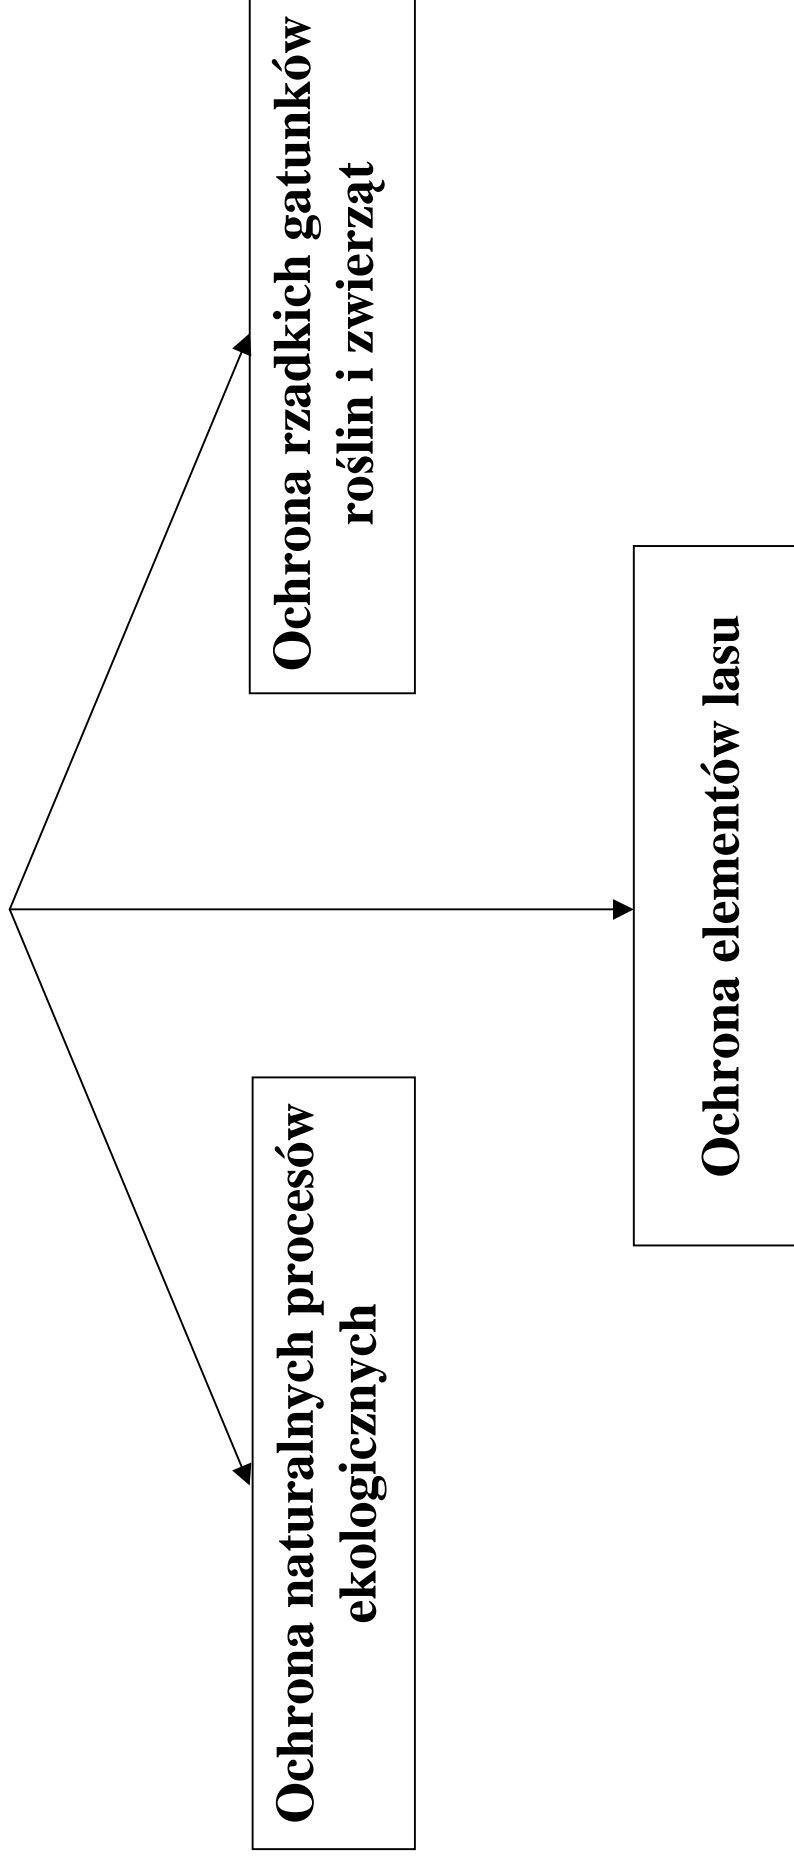 Ochrona naturalnych procesów
ekologicznych
Ochrona rzadkich gatunków
roślin i zwierząt
Ochrona elementów lasu